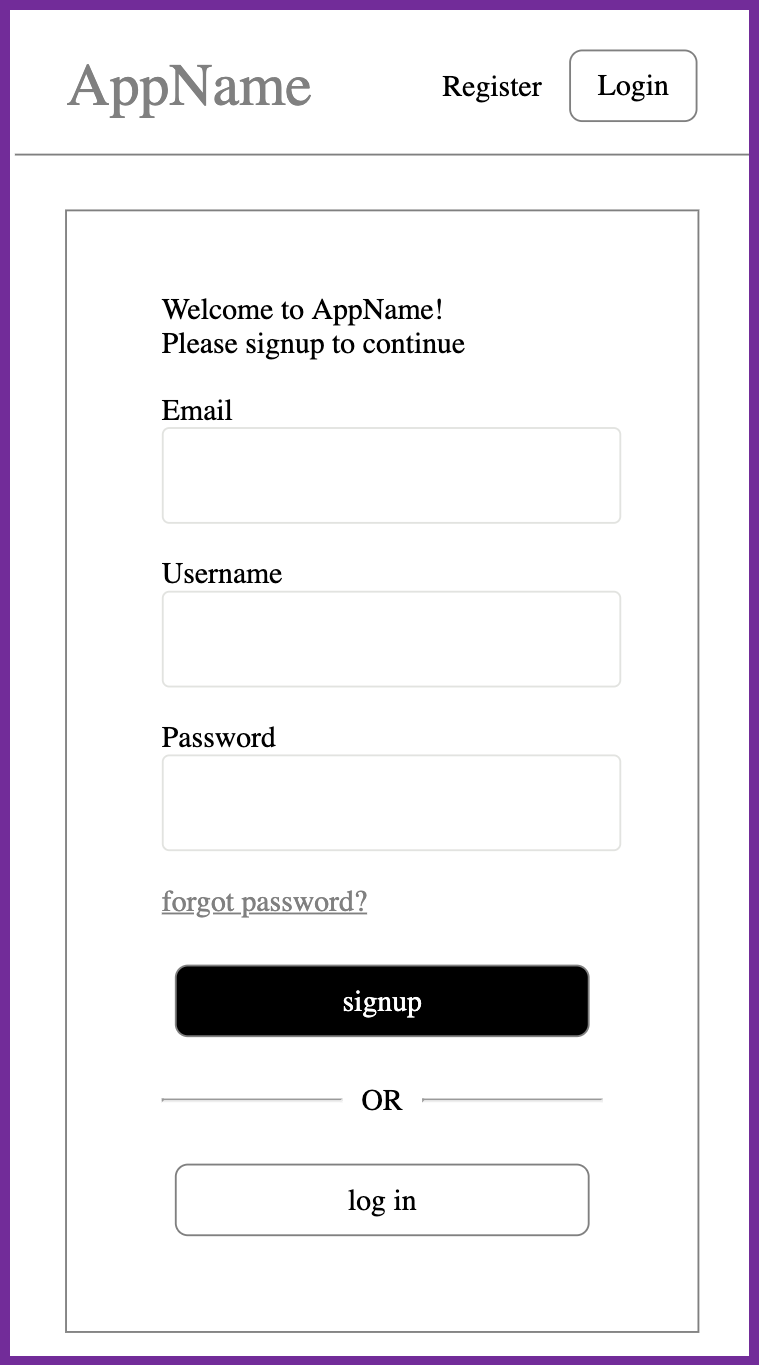 AppName
Register
Login
Welcome to AppName!
Please signup to continue
Email
Username
Password
forgot password?
signup
OR
log in